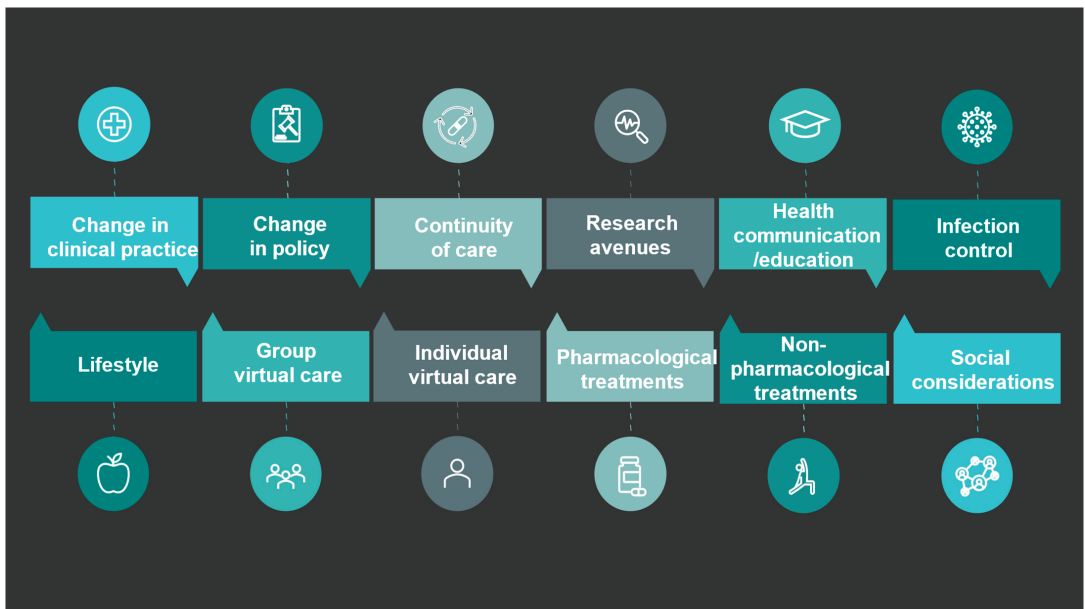 Change in
clinical practice
Change
in policy
Continuity
of care
Research
avenues
Health
communication
/education
Infection
control
Lifestyle
Group
virtual care
Individual
virtual care
Pharmacological
treatments
Non-
pharmacological
treatments
Social
considerations